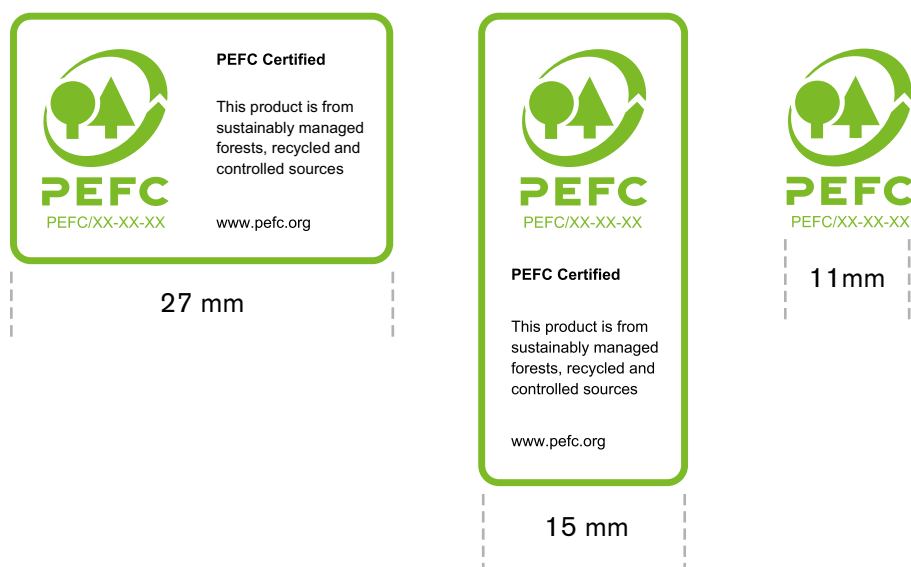 PEFC
PEFC/XX-XX-XX
PEFC Certified
This product is from
sustainably managed
forests, recycled and
controlled sources
www.pefc.org
27 mm
PEFC
PEFC/XX-XX-XX
PEFC Certified
This product is from
sustainably managed
forests, recycled and
controlled sources
www.pefc.org
15 mm
PEFC
PEFC/XX-XX-XX
11mm